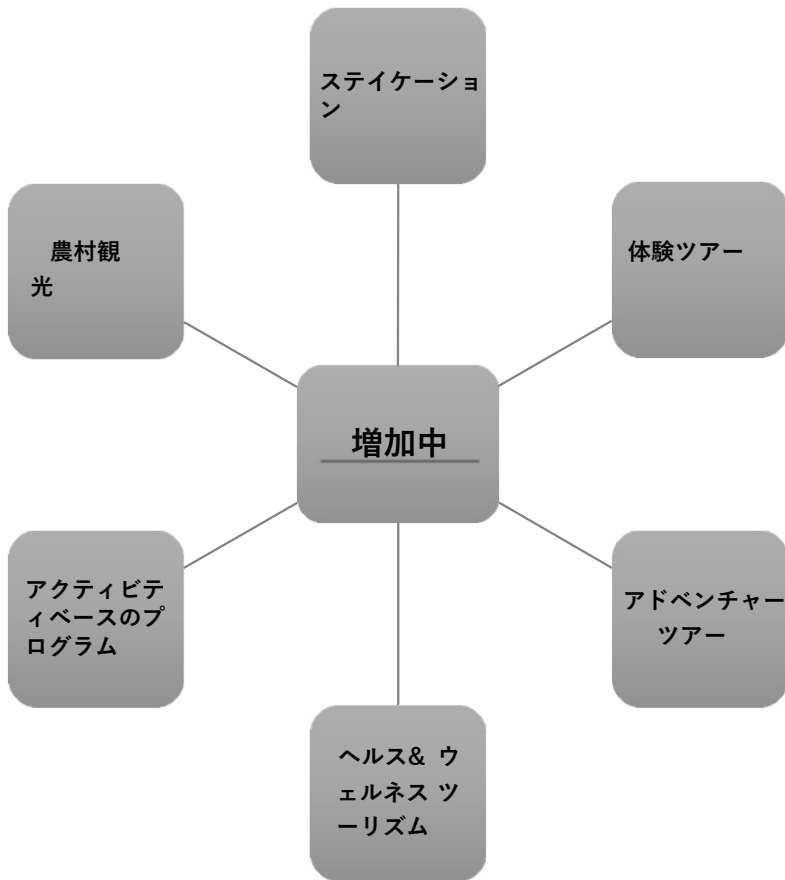 ステイケーショ
ン
農村観
光
体験ツアー
増加中
アクティビテ
ィベースのプ
ログラム
アドベンチャー
ツアー
ヘルス& ウ
ェルネス ツ
ーリズム